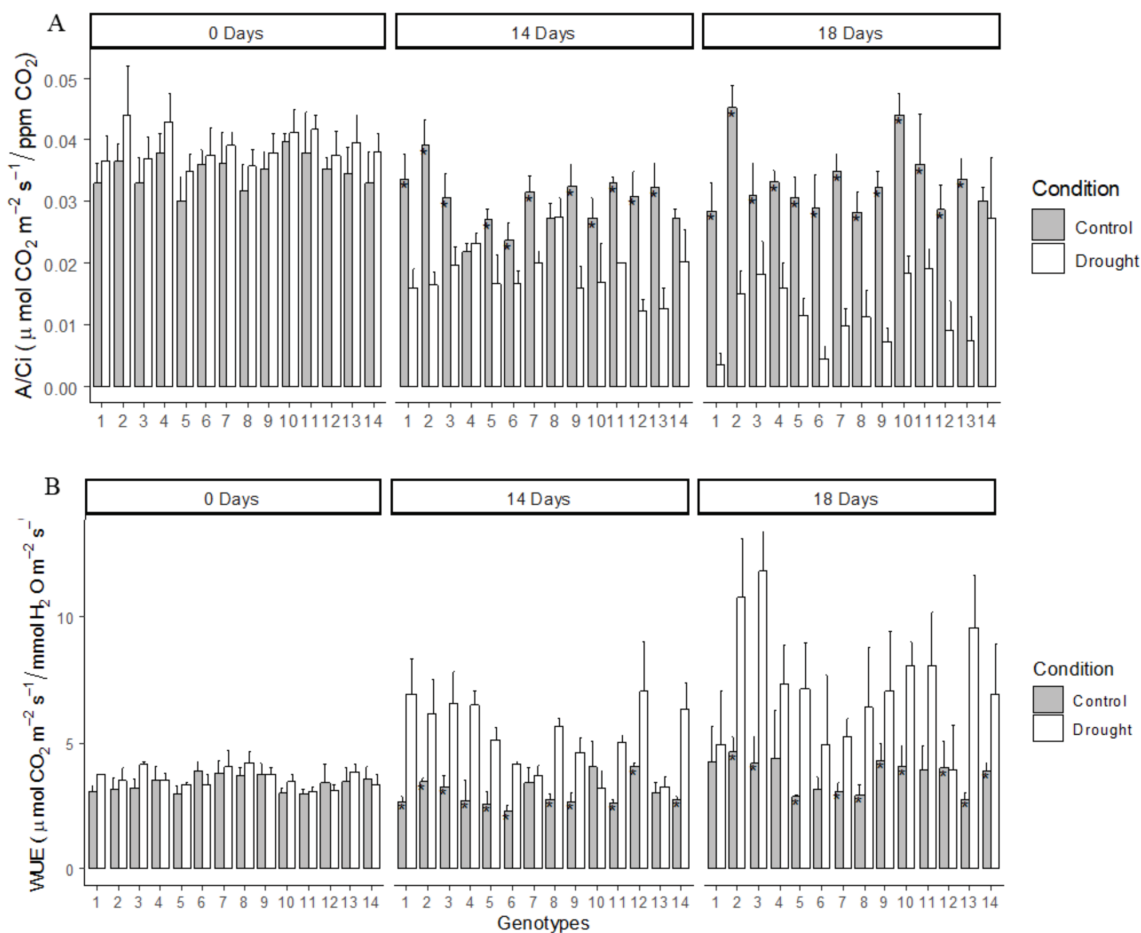 A
0 Days
14 Days
18 Days
A/Ci ( μ mol CO2 m−2 s−1 / ppm CO2)
0.05
0.04
0.03
0.02
0.01
0.00
* * * * * * * * * * *
* * * * * * * * * * * * *
1 2 3 4 5 6 7 8 9 10 11 12 13 14
1 2 3 4 5 6 7 8 9 10 11 12 13 14
1 2 3 4 5 6 7 8 9 10 11 12 13 14
Condition
Control
Drought
B
0 Days
14 Days
18 Days
WUE ( μ mol CO2 m−2 s−1 / mmol H2 O m−2 s−
10
5
0
* * * * * * * * * * *
* * * * * * * * * *
1 2 3 4 5 6 7 8 9 10 11 12 13 14
1 2 3 4 5 6 7 8 9 10 11 12 13 14
1 2 3 4 5 6 7 8 9 10 11 12 13 14
Genotypes
Condition
Control
Drought